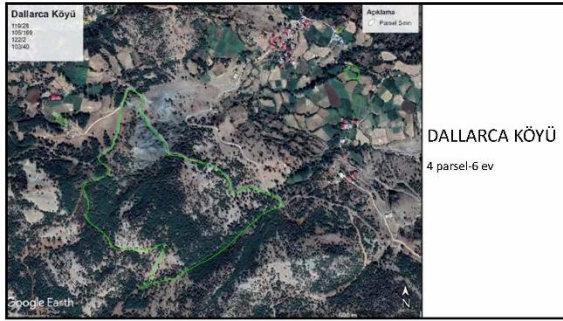 Dallarca Köyü
119/28
105/189
122/2
103/40
Açıklama
Parsel Sınırı
DALLARCA KÖYÜ
4 parsel-6 ev
Google Earth
N